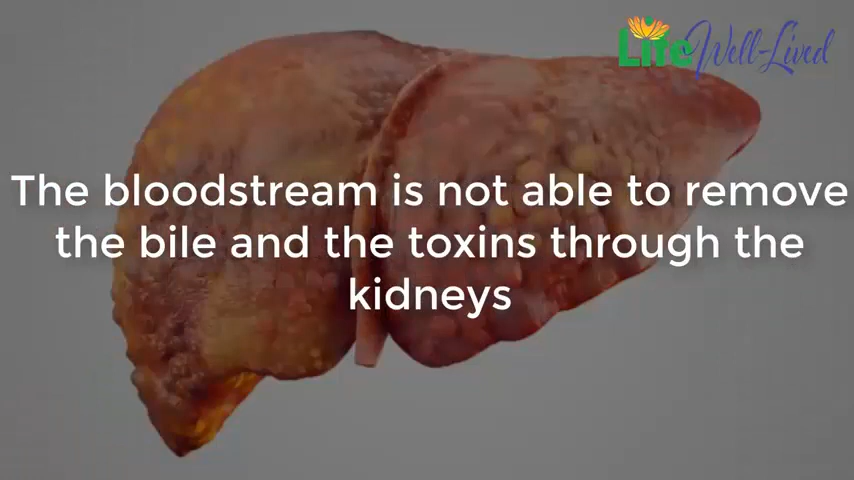 Life Well-Lived
The bloodstream is not able to remove
the bile and the toxins through the
kidneys